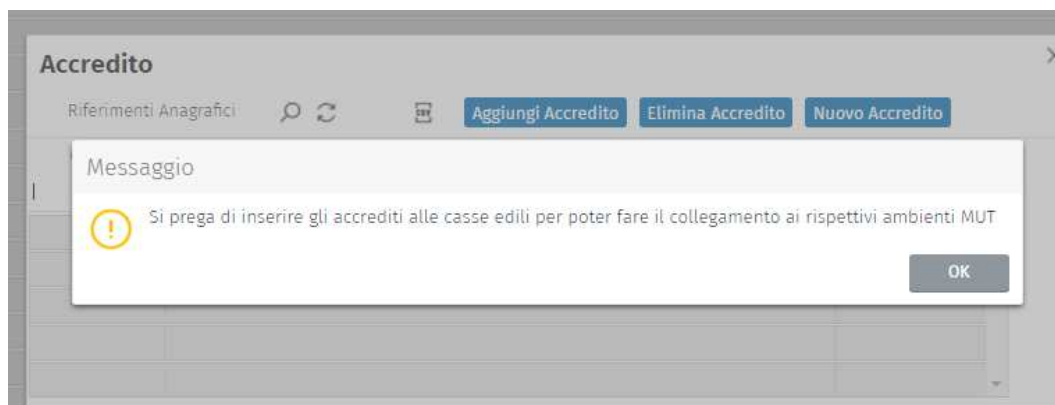 Accredito
Riferimenti Anagrafici Aggiungi Accredito Elimina Accredito Nuovo Accredito
Messaggio
Si prega di inserire gli accrediti alle casse edili per poter fare il collegamento ai rispettivi ambienti MUT
OK